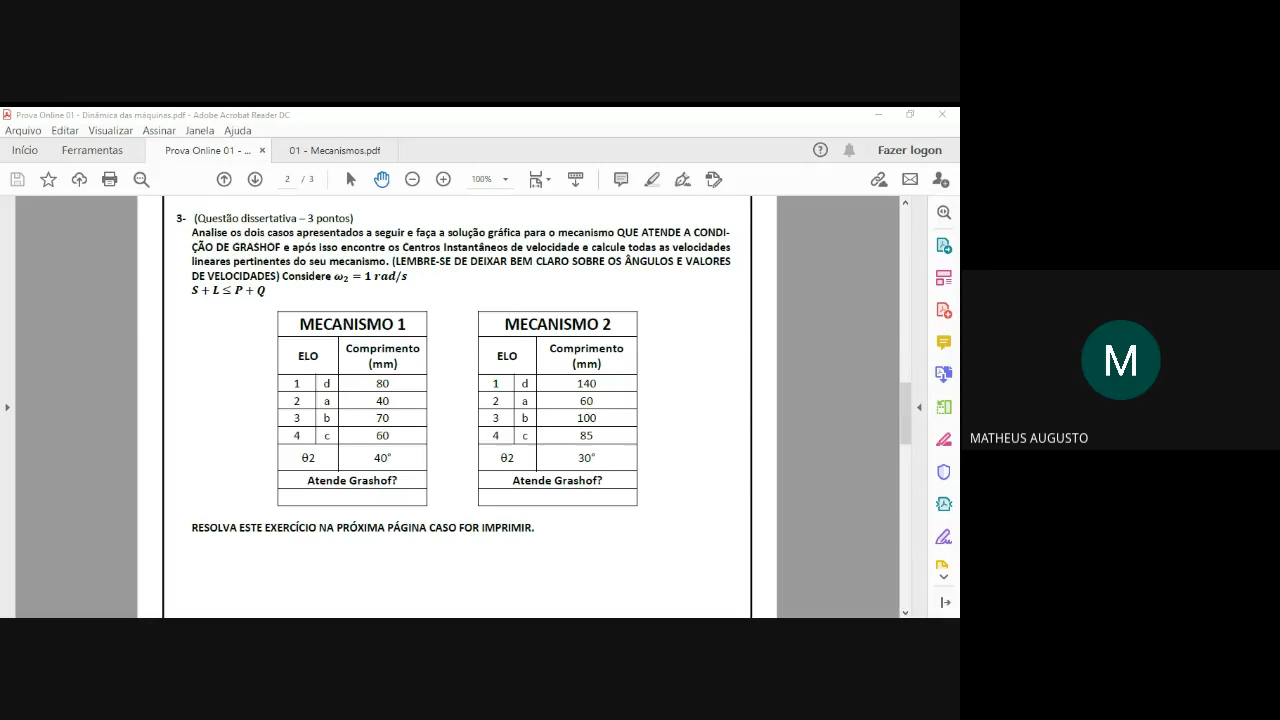 Prova Online 01 - Dinâmica das máquinas.pdf - Adobe Acrobat Reader DC
Arquivo Editar Visualizar Assinar Janela Ajuda
Início Ferramentas Prova Online 01 - ... × 01 - Mecanismos.pdf Fazer logon
2 / 3 100%
3- (Questão dissertativa – 3 pontos)
Analise os dois casos apresentados a seguir e faça a solução gráfica para o mecanismo QUE ATENDE A CONDI-
ÇÃO DE GRASHOF e após isso encontre os Centros Instantâneos de velocidade e calcule todas as velocidades
lineares pertinentes do seu mecanismo. (LEMBRE-SE DE DEIXAR BEM CLARO SOBRE OS ÂNGULOS E VALORES
DE VELOCIDADES) Considere ω₂ = 1 rad/s
S + L ≤ P + Q
MECANISMO 1
ELO Comprimento
(mm)
1 d 80
2 a 40
3 b 70
4 c 60
θ2 40°
Atende Grashof?
MECANISMO 2
ELO Comprimento
(mm)
1 d 140
2 a 60
3 b 100
4 c 85
θ2 30°
Atende Grashof?
RESOLVA ESTE EXERCÍCIO NA PRÓXIMA PÁGINA CASO FOR IMPRIMIR.
M
MATHEUS AUGUSTO